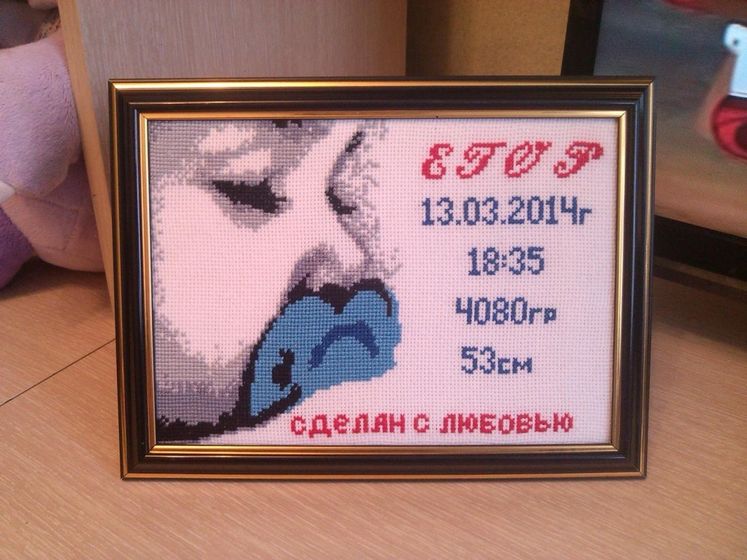 ЕГОР
13.03.2014г
18:35
4080гр
53см
сделан с любовью